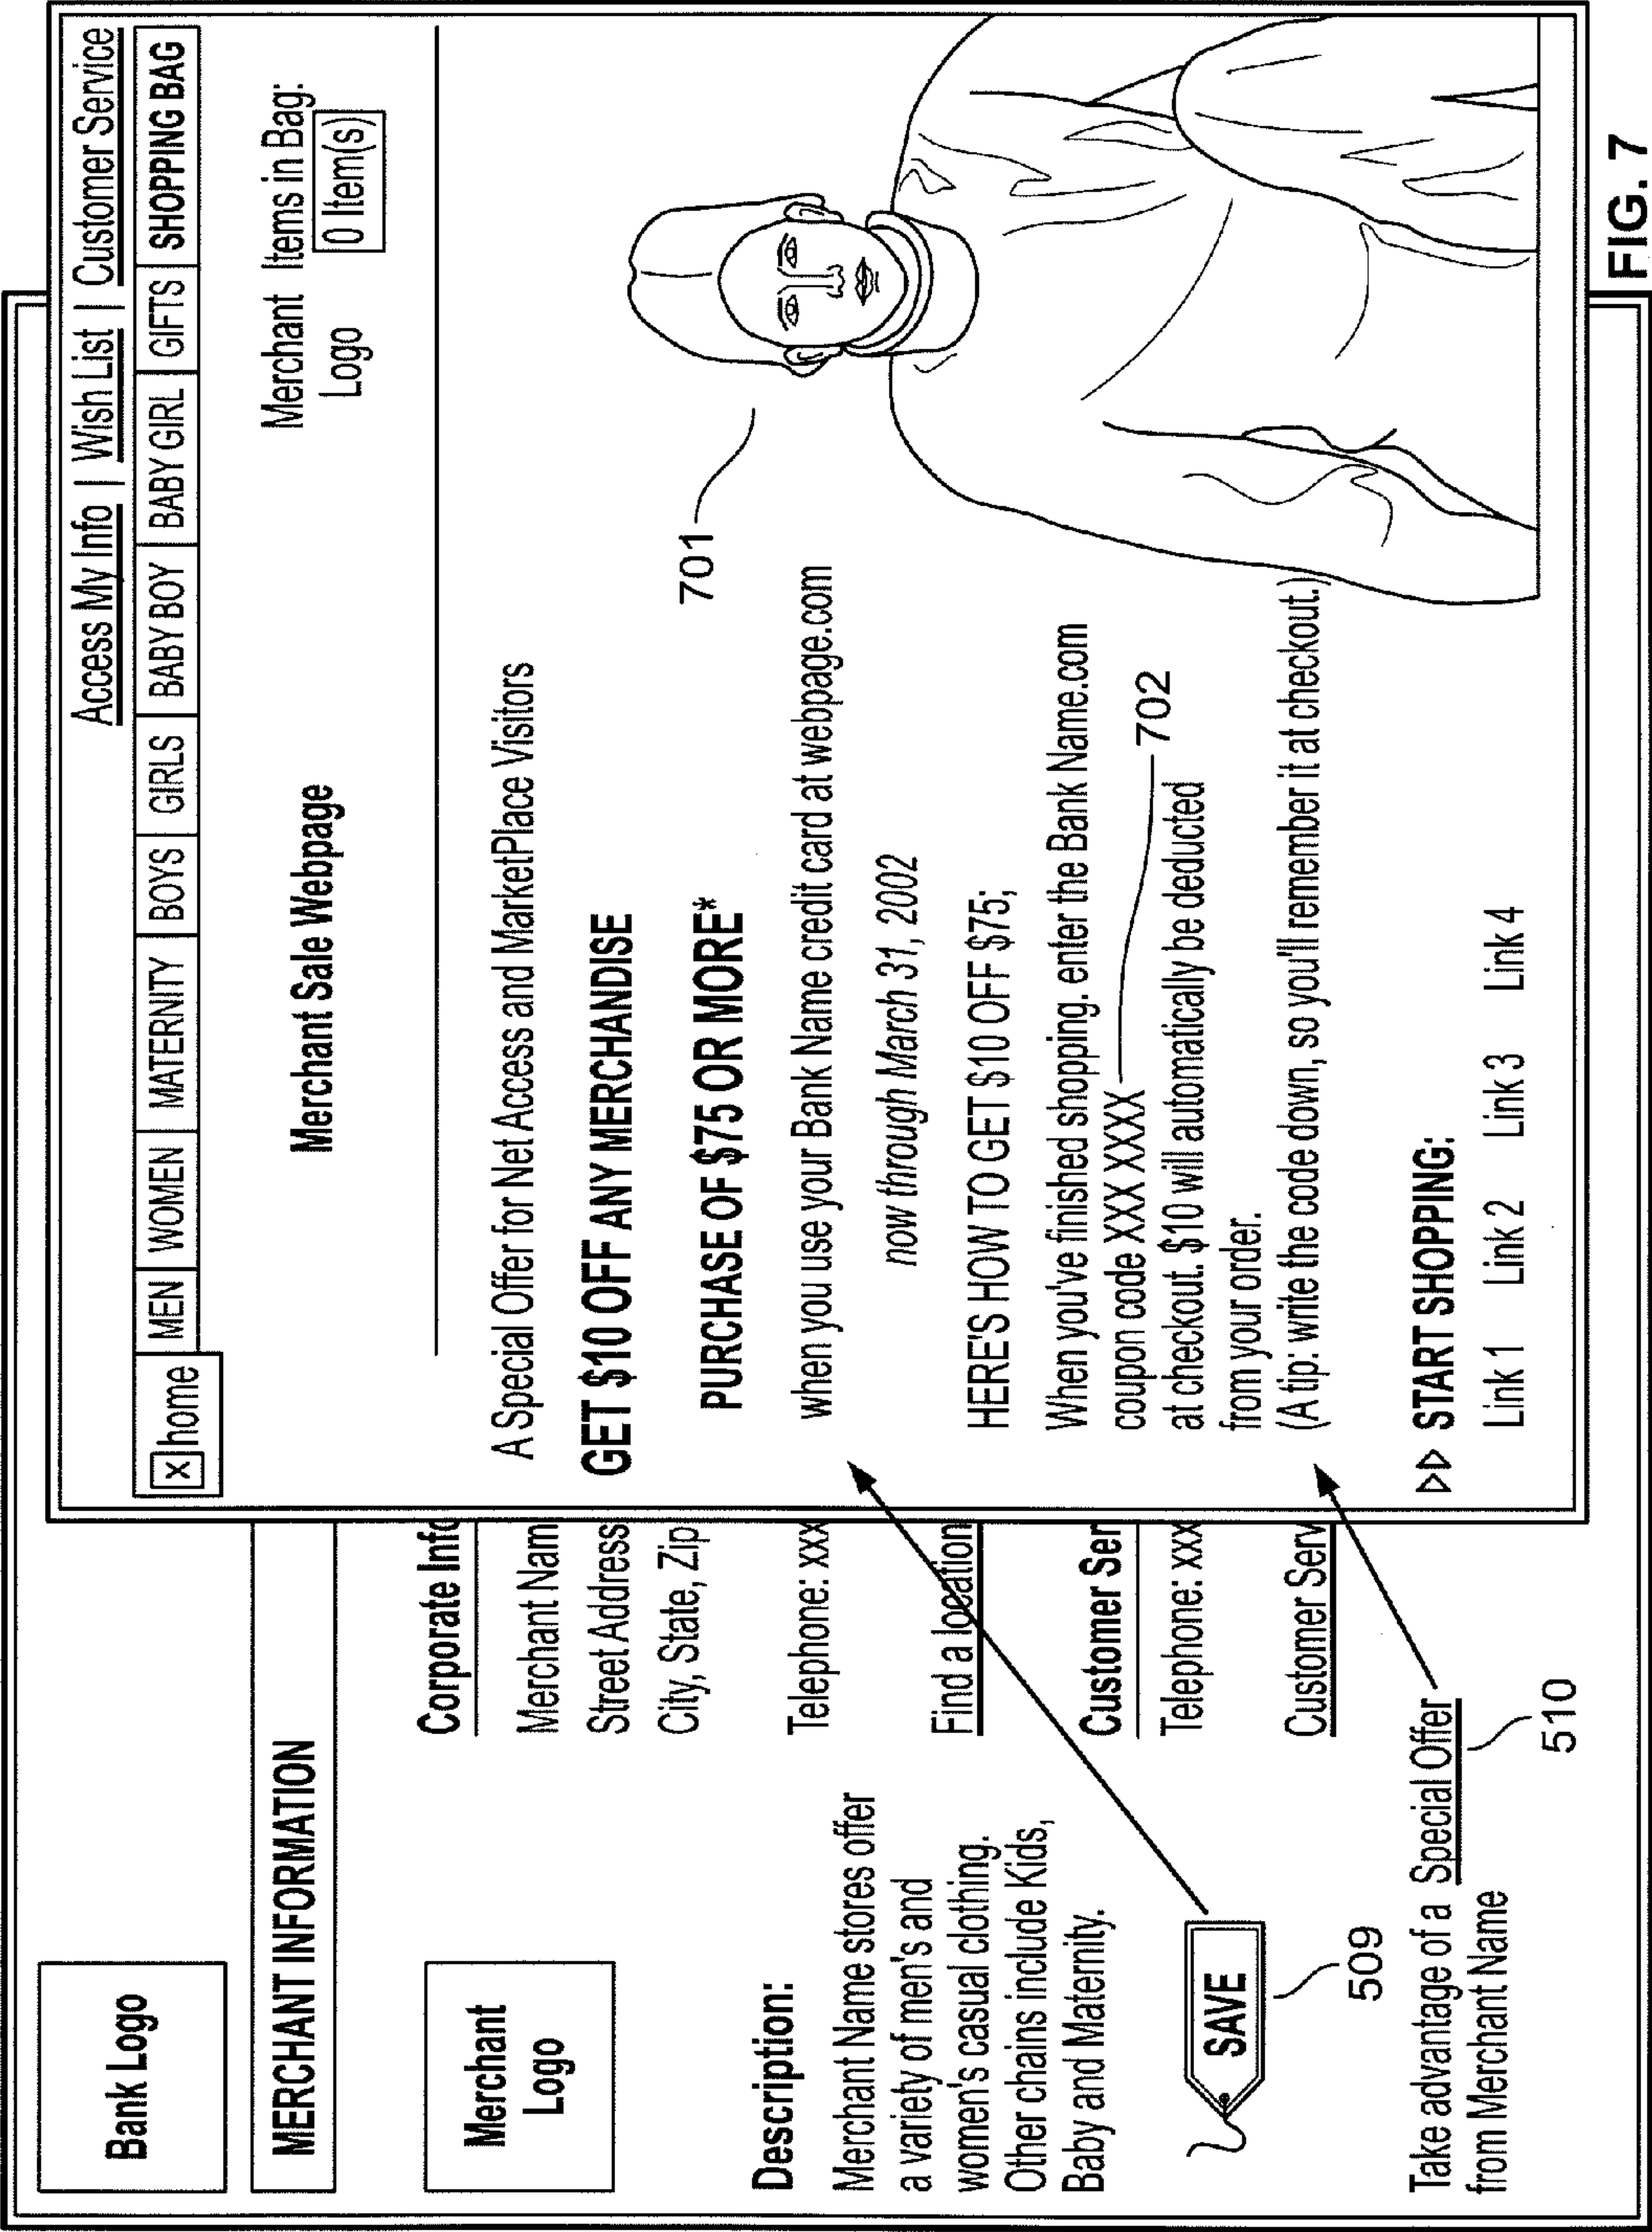 Bank Logo
MERCHANT INFORMATION
Merchant
Logo
Description:
Merchant Name stores offer
a variety of men's and
women's casual clothing.
Other chains include Kids,
Baby and Maternity.
SAVE
509
Take advantage of a Special Offer
from Merchant Name
510
Corporate Info
Merchant Nam
Street Address
City, State, Zip
Telephone: xxx
Find a location
Customer Ser
Telephone: xxx
Customer Serv
Access My Info | Wish List | Customer Service
x home MEN WOMEN MATERNITY BOYS GIRLS BABY BOY BABY GIRL GIFTS SHOPPING BAG
Merchant Sale Webpage
Merchant
Logo
Items in Bag:
0 Item(s)
A Special Offer for Net Access and MarketPlace Visitors
GET $10 OFF ANY MERCHANDISE
PURCHASE OF $75 OR MORE*
701
when you use your Bank Name credit card at webpage.com
now through March 31, 2002
HERE'S HOW TO GET $10 OFF $75;
When you've finished shopping. enter the Bank Name.com
coupon code XXX XXXX
702
at checkout. $10 will automatically be deducted
from your order.
(A tip: write the code down, so you'll remember it at checkout.)
▷▷ START SHOPPING:
Link 1 Link 2 Link 3 Link 4
FIG. 7